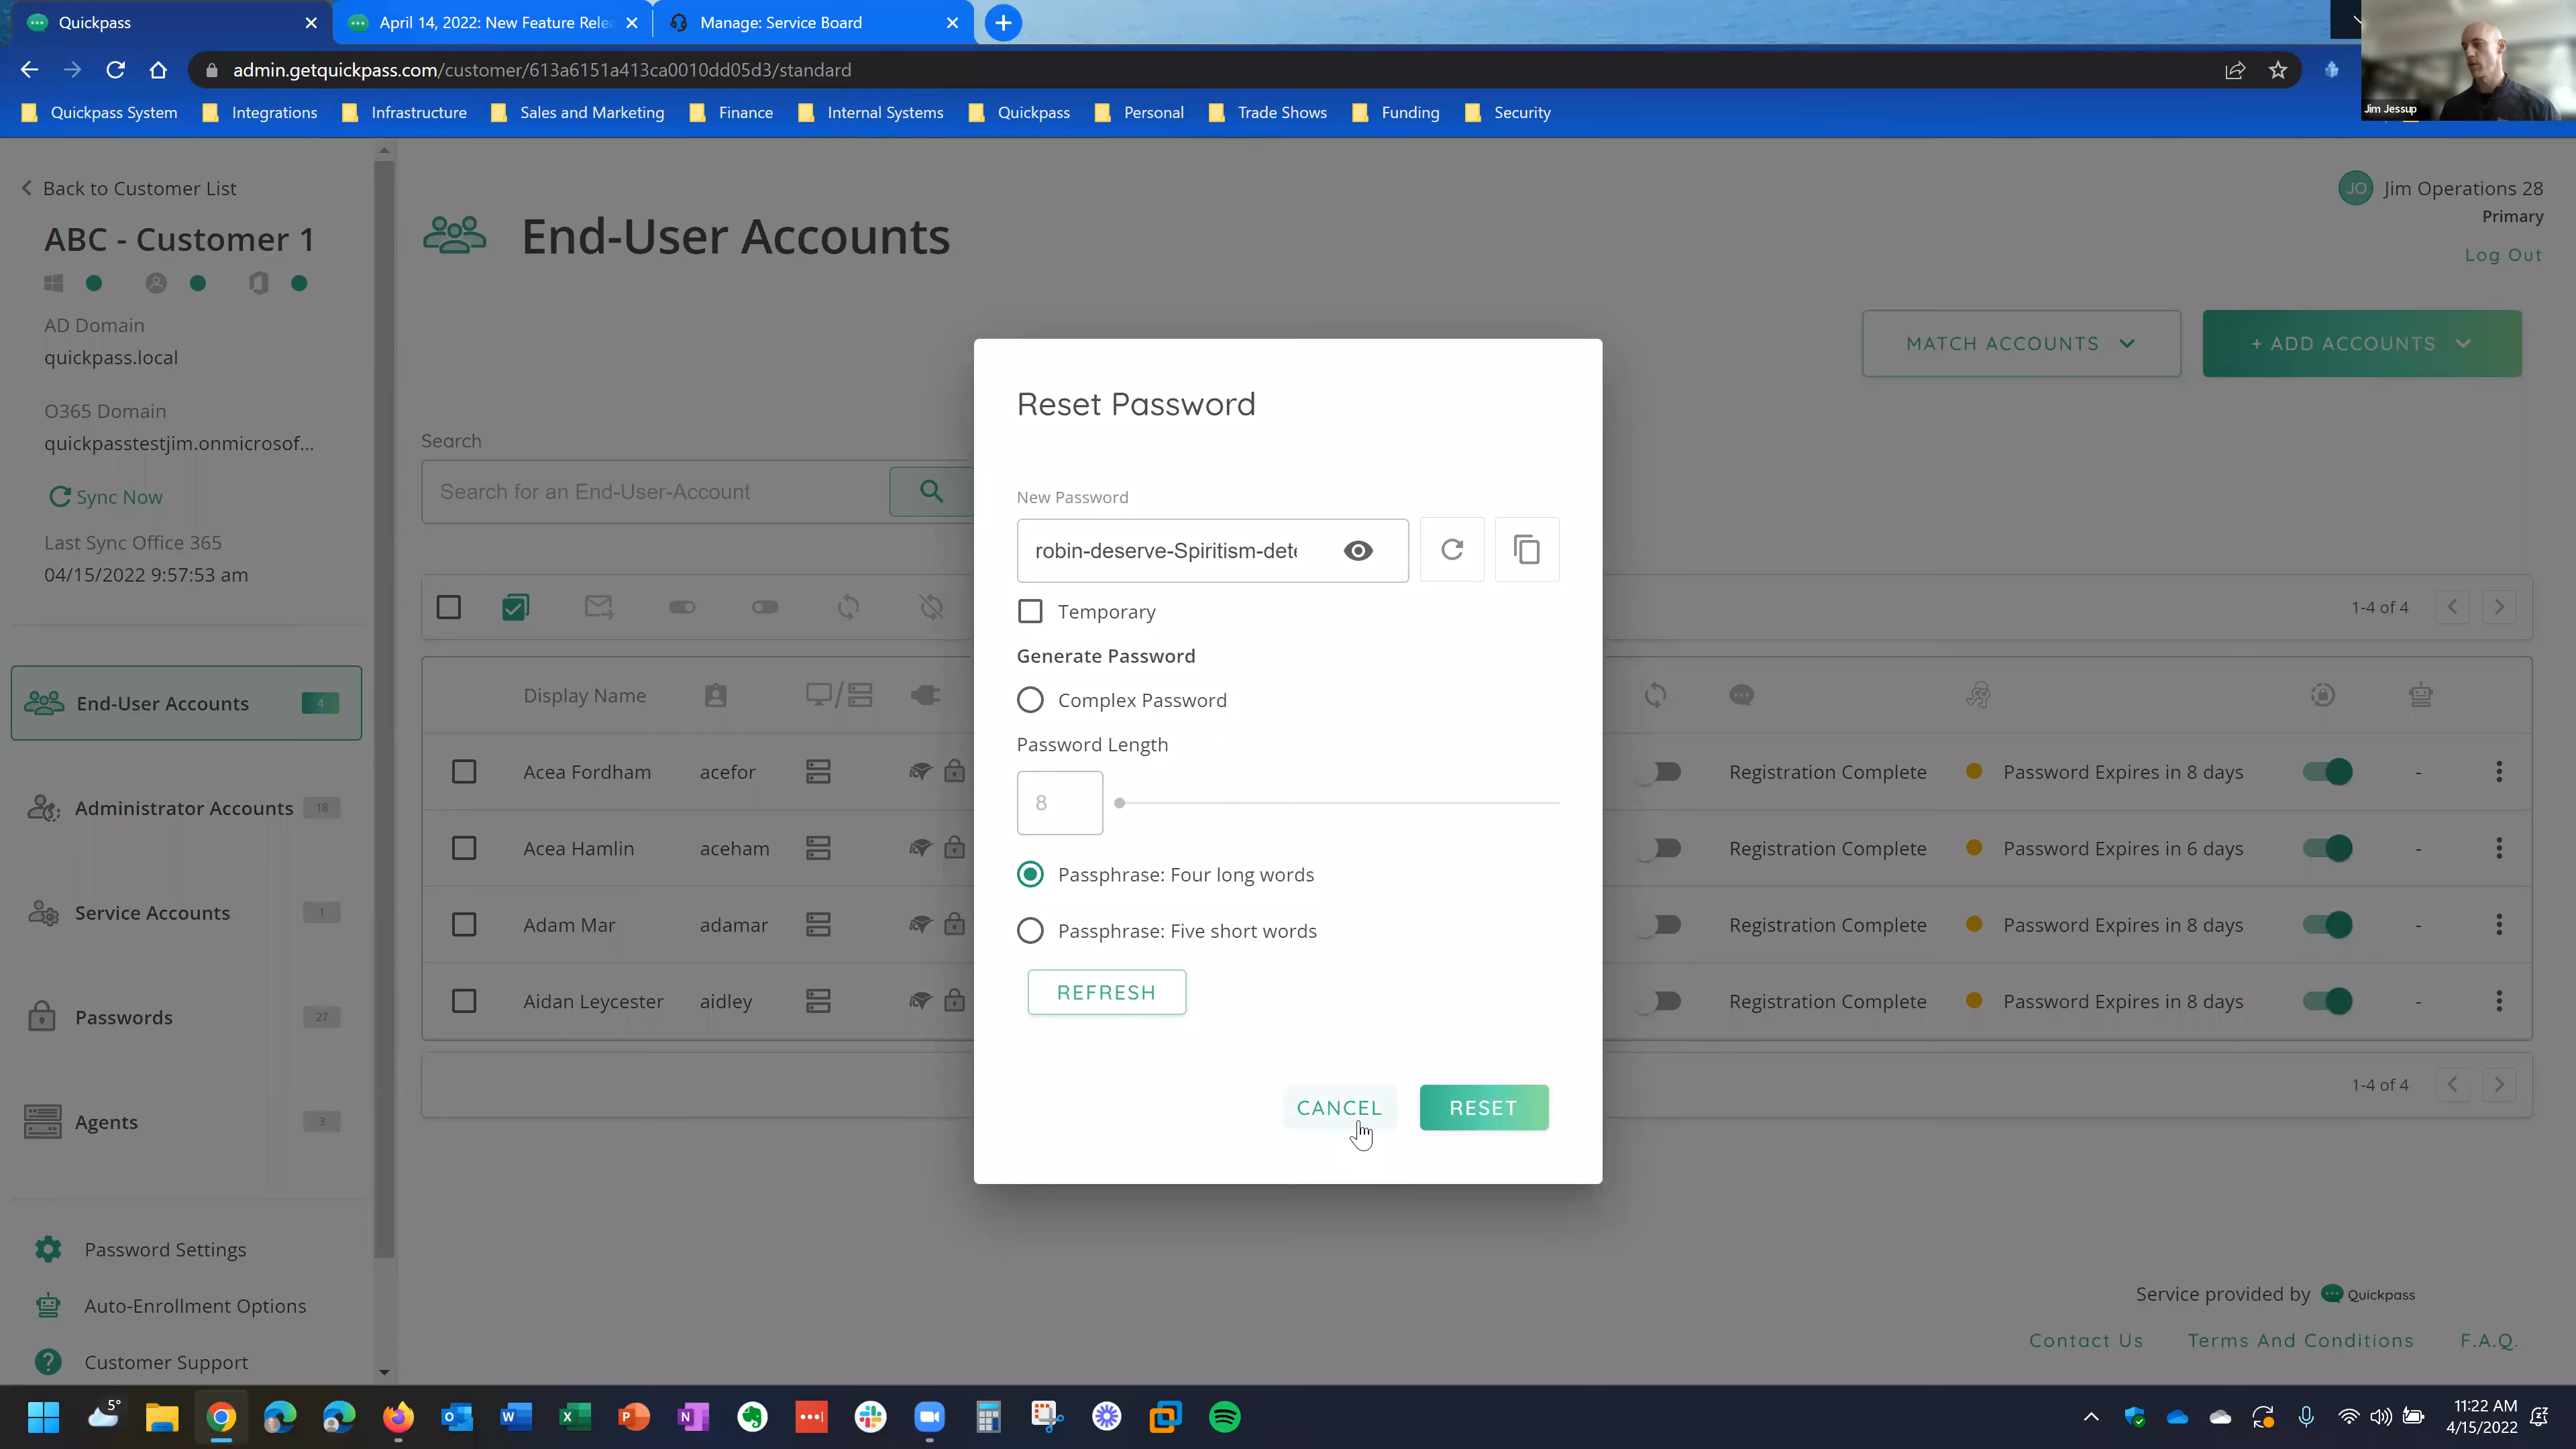 Quickpass
April 14, 2022: New Feature Rele
Manage: Service Board
admin.getquickpass.com/customer/613a6151a413ca0010dd05d3/standard
Quickpass System
Integrations
Infrastructure
Sales and Marketing
Finance
Internal Systems
Quickpass
Personal
Trade Shows
Funding
Security
Jim Jessup
Back to Customer List
ABC - Customer 1
AD Domain
quickpass.local
O365 Domain
quickpasstestjim.onmicrosof...
Sync Now
Last Sync Office 365
04/15/2022 9:57:53 am
End-User Accounts 4
Administrator Accounts 18
Service Accounts 1
Passwords 27
Agents 3
Password Settings
Auto-Enrollment Options
Customer Support
End-User Accounts
JO Jim Operations 28
Primary
Log Out
MATCH ACCOUNTS
+ ADD ACCOUNTS
Search
Search for an End-User-Account
1-4 of 4
Display Name
Acea Fordham acefor Registration Complete Password Expires in 8 days -
Acea Hamlin aceham Registration Complete Password Expires in 6 days -
Adam Mar adamar Registration Complete Password Expires in 8 days -
Aidan Leycester aidley Registration Complete Password Expires in 8 days -
1-4 of 4
Reset Password
New Password
robin-deserve-Spiritism-dete
Temporary
Generate Password
Complex Password
Password Length
8
Passphrase: Four long words
Passphrase: Five short words
REFRESH
CANCEL
RESET
Service provided by Quickpass
Contact Us
Terms And Conditions
F.A.Q.
5°
11:22 AM
4/15/2022